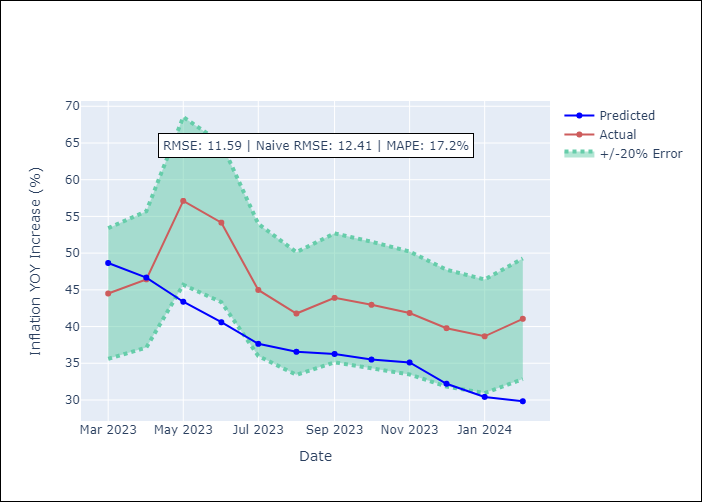 RMSE: 11.59 | Naive RMSE: 12.41 | MAPE: 17.2%
Predicted
Actual
+/-20% Error
Inflation YOY Increase (%)
70
65
60
55
50
45
40
35
30
Mar 2023 May 2023 Jul 2023 Sep 2023 Nov 2023 Jan 2024
Date